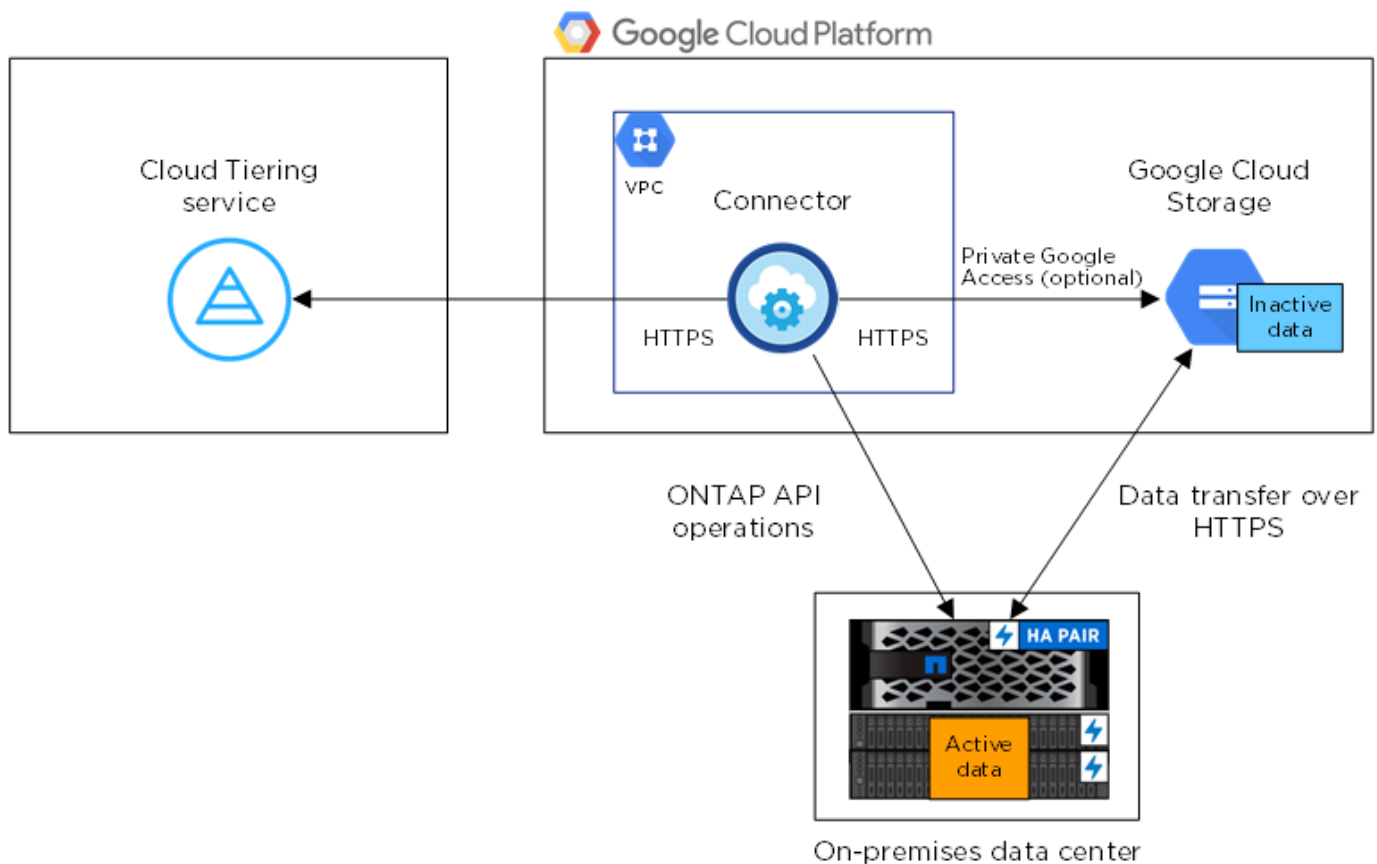 Google Cloud Platform
Cloud Tiering
service
VPC
Connector
Google Cloud
Storage
Private Google
Access (optional)
Inactive
data
HTTPS
HTTPS
ONTAP API
operations
Data transfer over
HTTPS
HA PAIR
Active
data
On-premises data center